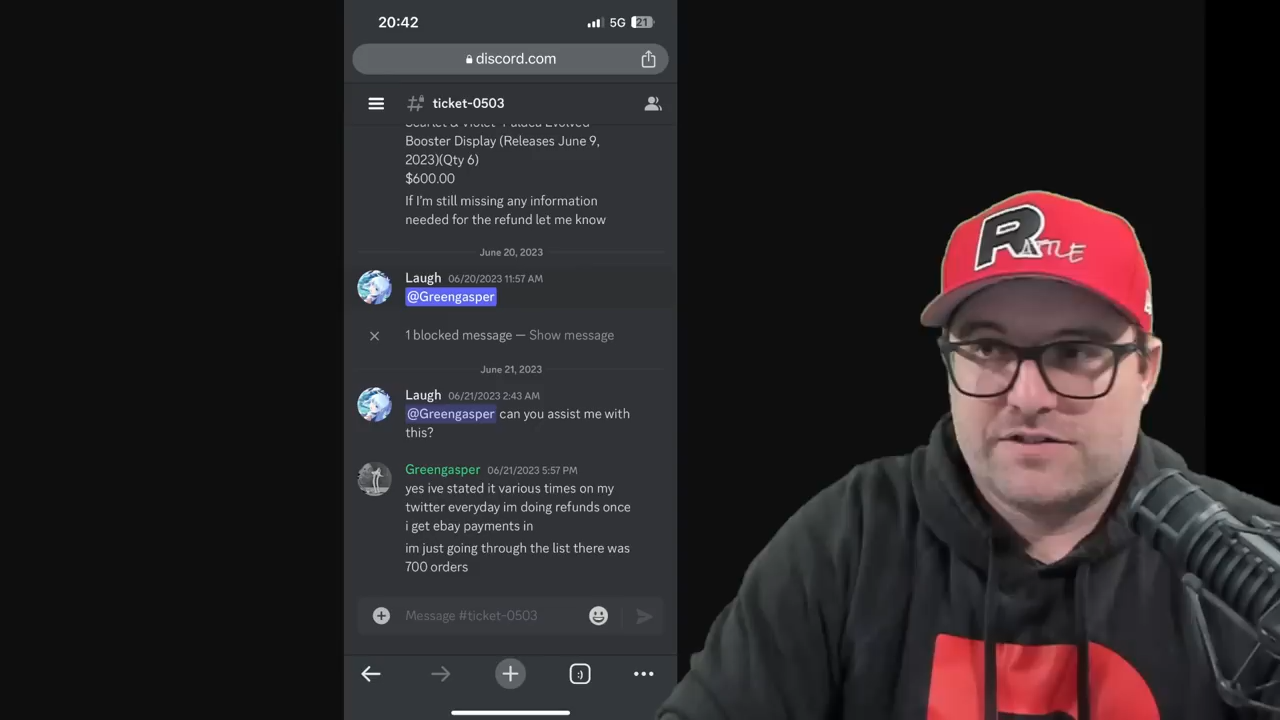 20:42
5G
21
discord.com
ticket-0503
Booster Display (Releases June 9,
2023)(Qty 6)
$600.00
If I'm still missing any information
needed for the refund let me know
June 20, 2023
Laugh 06/20/2023 11:57 AM
@Greengasper
1 blocked message — Show message
June 21, 2023
Laugh 06/21/2023 2:43 AM
@Greengasper can you assist me with
this?
Greengasper 06/21/2023 5:57 PM
yes ive stated it various times on my
twitter everyday im doing refunds once
i get ebay payments in
im just going through the list there was
700 orders
Message #ticket-0503
:)
RATTLE